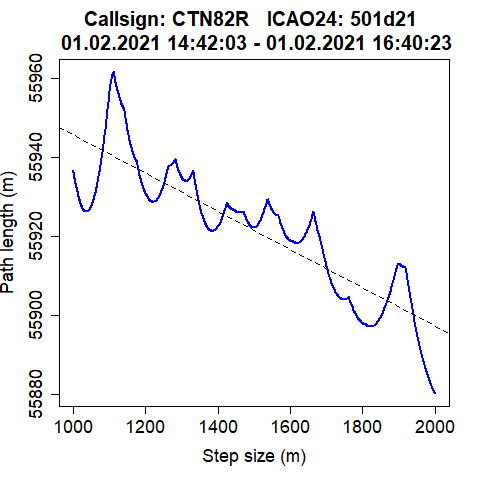 Callsign: CTN82R   ICAO24: 501d21
01.02.2021 14:42:03 - 01.02.2021 16:40:23
Path length (m)
55960
55940
55920
55900
55880
1000 1200 1400 1600 1800 2000
Step size (m)